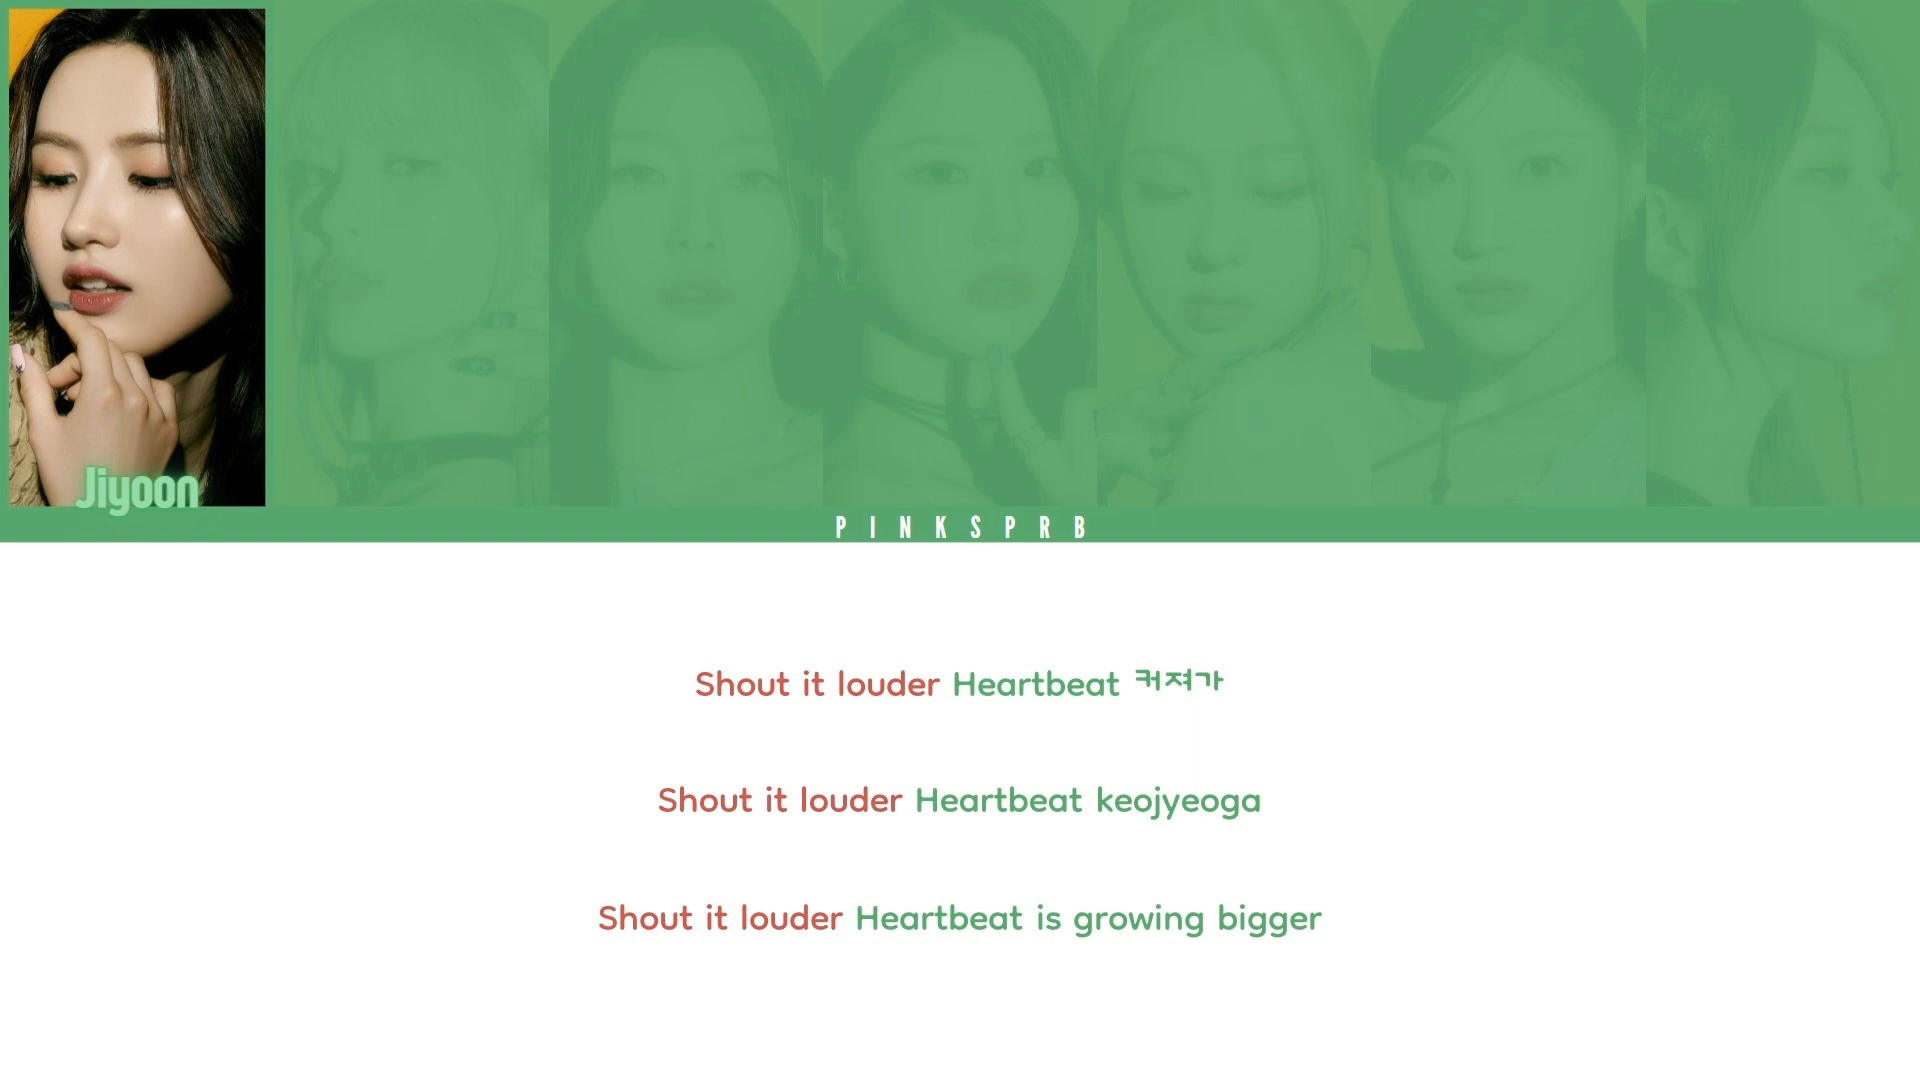 Jiyoon
PINKSPRB
Shout it louder Heartbeat 커져가
Shout it louder Heartbeat keojyeoga
Shout it louder Heartbeat is growing bigger